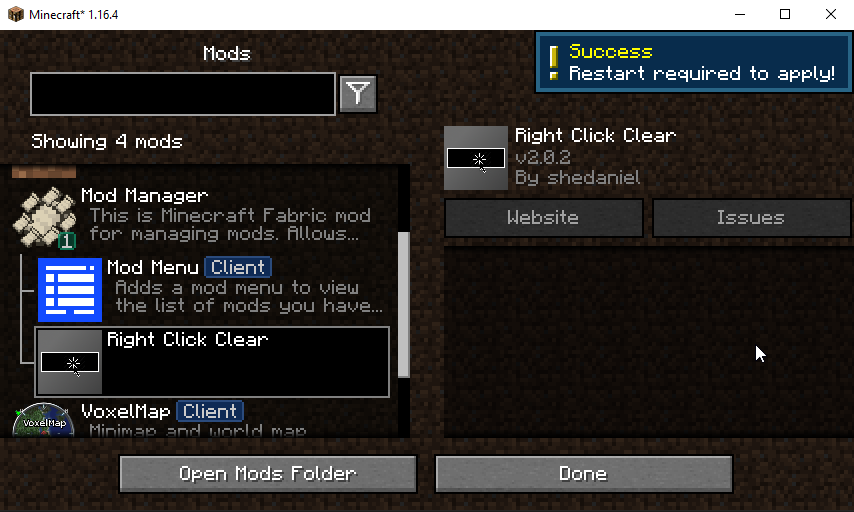 Minecraft* 1.16.4
Mods
Success
Restart required to apply!
Showing 4 mods
Mod Manager
This is Minecraft Fabric mod
for managing mods. Allows...
1
Mod Menu Client
Adds a mod menu to view
the list of mods you have...
Right Click Clear
VoxelMap Client
VoxelMap
Minimap and world map
Right Click Clear
v2.0.2
By shedaniel
Website Issues
Open Mods Folder Done